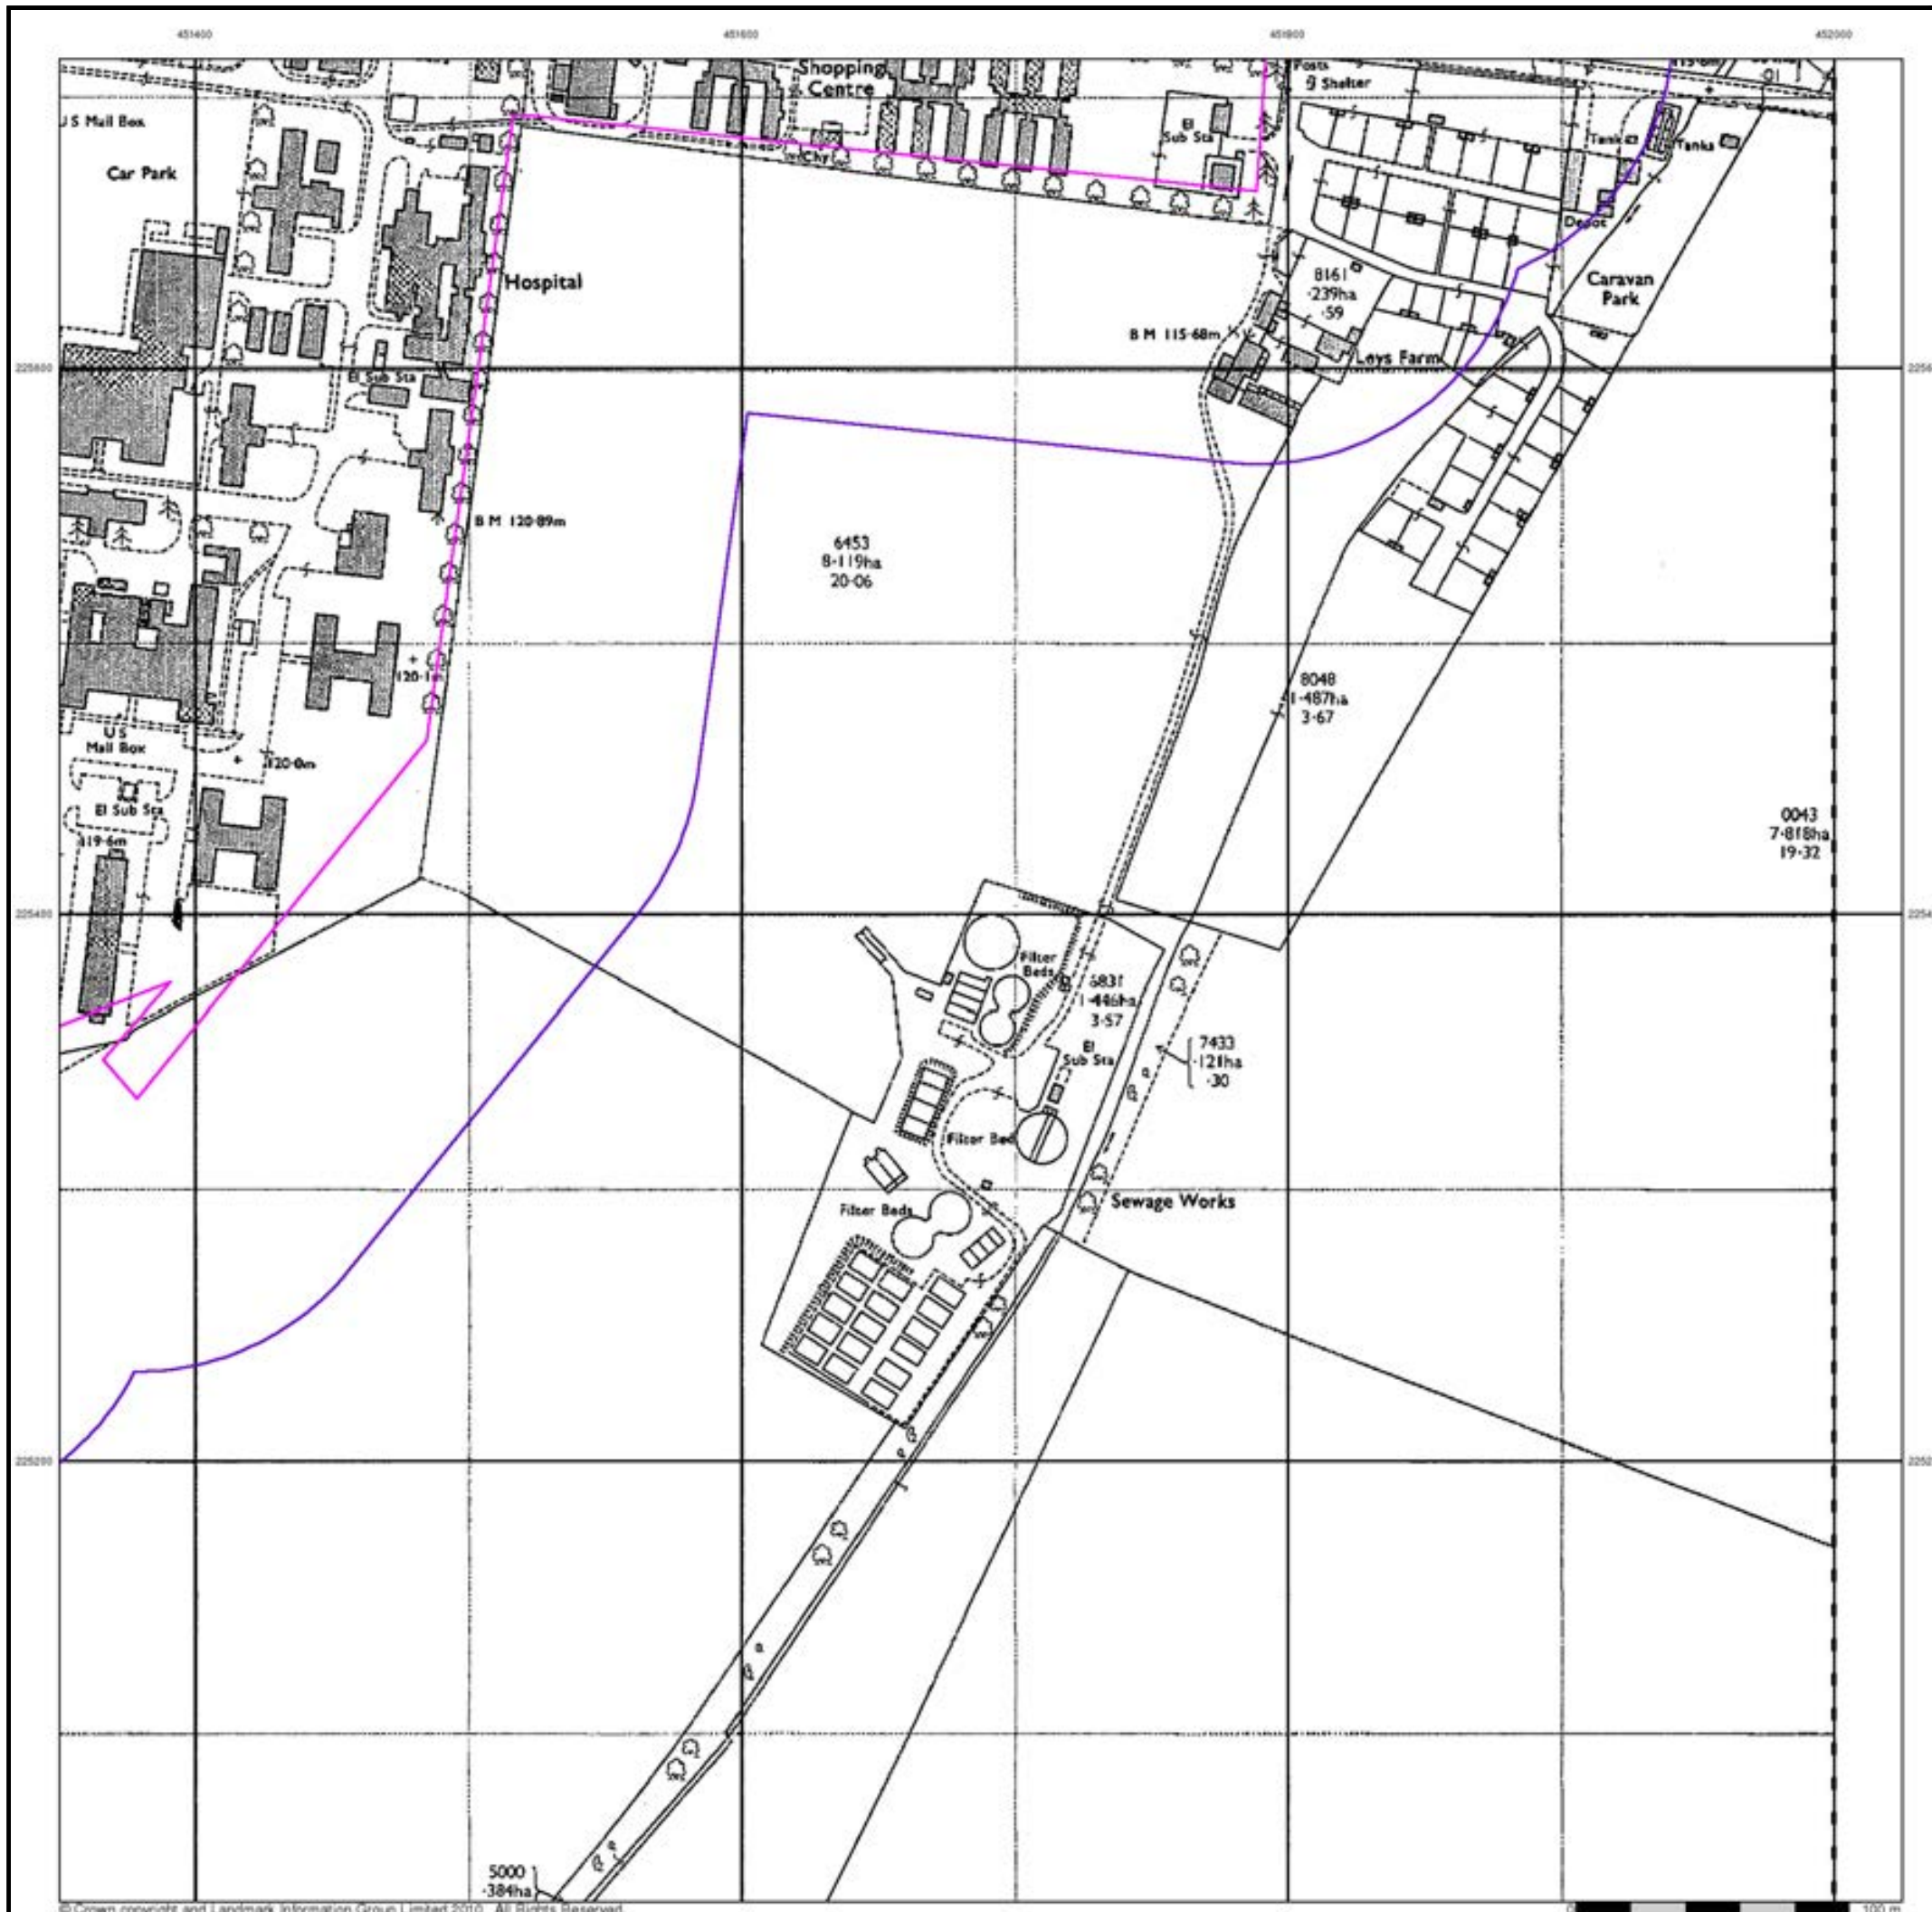 451400
451600
451800
452000
Shopping
Centre
Posts
Shelter
U S Mail Box
El
Sub Sta
Tank
Tanks
Chy
Car Park
Depot
Hospital
8161
·239ha
·59
Caravan
Park
B M 115·68m
Leys Farm
225600
El Sub Sta
B M 120·89m
6453
8·119ha
20·06
120·1m
8048
1·487ha
3·67
U S
Mail Box
120·0m
El Sub Sta
119·6m
0043
7·818ha
19·32
225400
Filter
Beds
6831
1·446ha
3·57
El
Sub Sta
7433
·121ha
·30
Filter Bed
Sewage Works
Filter Beds
225200
5000
·384ha
© Crown copyright and Landmark Information Group Limited 2010. All Rights Reserved.
0
100 m